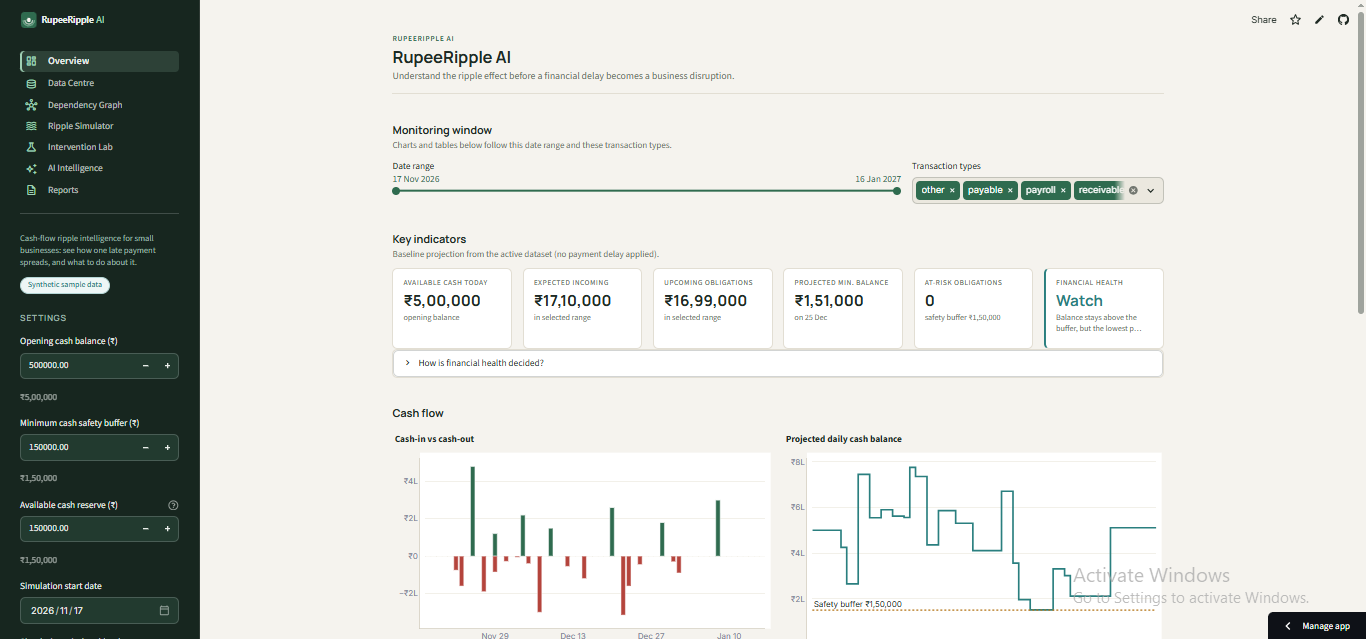 RupeeRipple AI
Overview
Data Centre
Dependency Graph
Ripple Simulator
Intervention Lab
AI Intelligence
Reports
Cash-flow ripple intelligence for small
businesses: see how one late payment
spreads, and what to do about it.
Synthetic sample data
SETTINGS
Opening cash balance (₹)
500000.00
₹5,00,000
Minimum cash safety buffer (₹)
150000.00
₹1,50,000
Available cash reserve (₹)
150000.00
₹1,50,000
Simulation start date
2026/11/17
Share
RUPEERIPPLE AI
RupeeRipple AI
Understand the ripple effect before a financial delay becomes a business disruption.
Monitoring window
Charts and tables below follow this date range and these transaction types.
Date range
17 Nov 2026 16 Jan 2027
Transaction types
other payable payroll receivable
Key indicators
Baseline projection from the active dataset (no payment delay applied).
AVAILABLE CASH TODAY
₹5,00,000
opening balance
EXPECTED INCOMING
₹17,10,000
in selected range
UPCOMING OBLIGATIONS
₹16,99,000
in selected range
PROJECTED MIN. BALANCE
₹1,51,000
on 25 Dec
AT-RISK OBLIGATIONS
0
safety buffer ₹1,50,000
FINANCIAL HEALTH
Watch
Balance stays above the
buffer, but the lowest p...
How is financial health decided?
Cash flow
Cash-in vs cash-out
₹4L
₹2L
₹0
−₹2L
Nov 29 Dec 13 Dec 27 Jan 10
Projected daily cash balance
₹8L
₹6L
₹4L
₹2L
Safety buffer ₹1,50,000
Activate Windows
Go to Settings to activate Windows.
Manage app